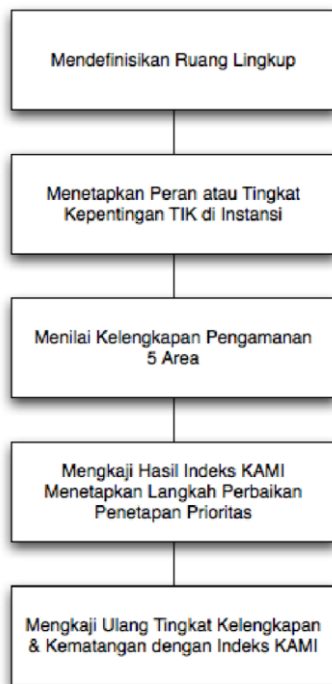 Mendefinisikan Ruang Lingkup
Menetapkan Peran atau Tingkat
Kepentingan TIK di Instansi
Menilai Kelengkapan Pengamanan
5 Area
Mengkaji Hasil Indeks KAMI
Menetapkan Langkah Perbaikan
Penetapan Prioritas
Mengkaji Ulang Tingkat Kelengkapan
& Kematangan dengan Indeks KAMI